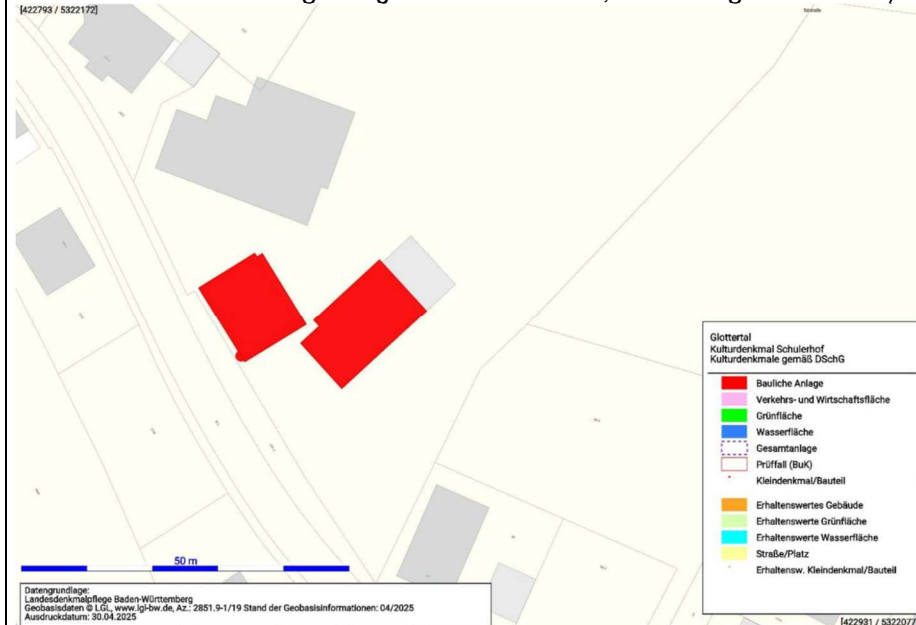 [422793 / 5322172]
Glottertal
Kulturdenkmal Schulerhof
Kulturdenkmale gemäß DSchG
Bauliche Anlage
Verkehrs- und Wirtschaftsfläche
Grünfläche
Wasserfläche
Gesamtanlage
Prüffall (BuK)
Kleindenkmal/Bauteil
Erhaltenswertes Gebäude
Erhaltenswerte Grünfläche
Erhaltenswerte Wasserfläche
Straße/Platz
Erhaltensw. Kleindenkmal/Bauteil
50 m
Datengrundlage:
Landesdenkmalpflege Baden-Württemberg
Geobasisdaten © LGL, www.lgl-bw.de, Az.: 2851.9-1/19 Stand der Geobasisinformationen: 04/2025
Ausdruckdatum: 30.04.2025
[422931 / 5322077]